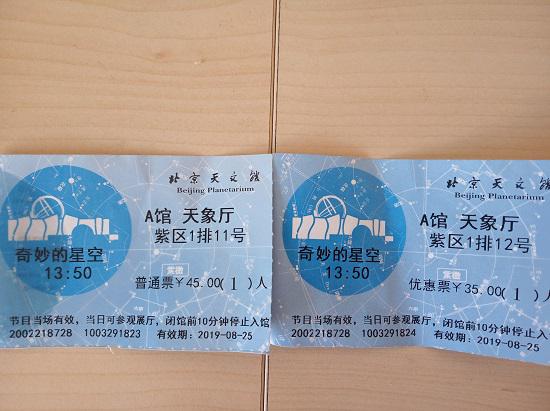 北京天文馆
Beijing Planetarium
A馆 天象厅
紫区1排11号
奇妙的星空
13:50
普通票￥45.00(1)人
节目当场有效，当日可参观展厅，闭馆前10分钟停止入馆
2002218728 1003291823 有效期：2019-08-25
北京天文馆
Beijing Planetarium
A馆 天象厅
紫区1排12号
奇妙的星空
13:50
紫微
优惠票￥35.00(1)人
节目当场有效，当日可参观展厅，闭馆前10分钟停止入
2002218728 1003291824 有效期：2019-08-25